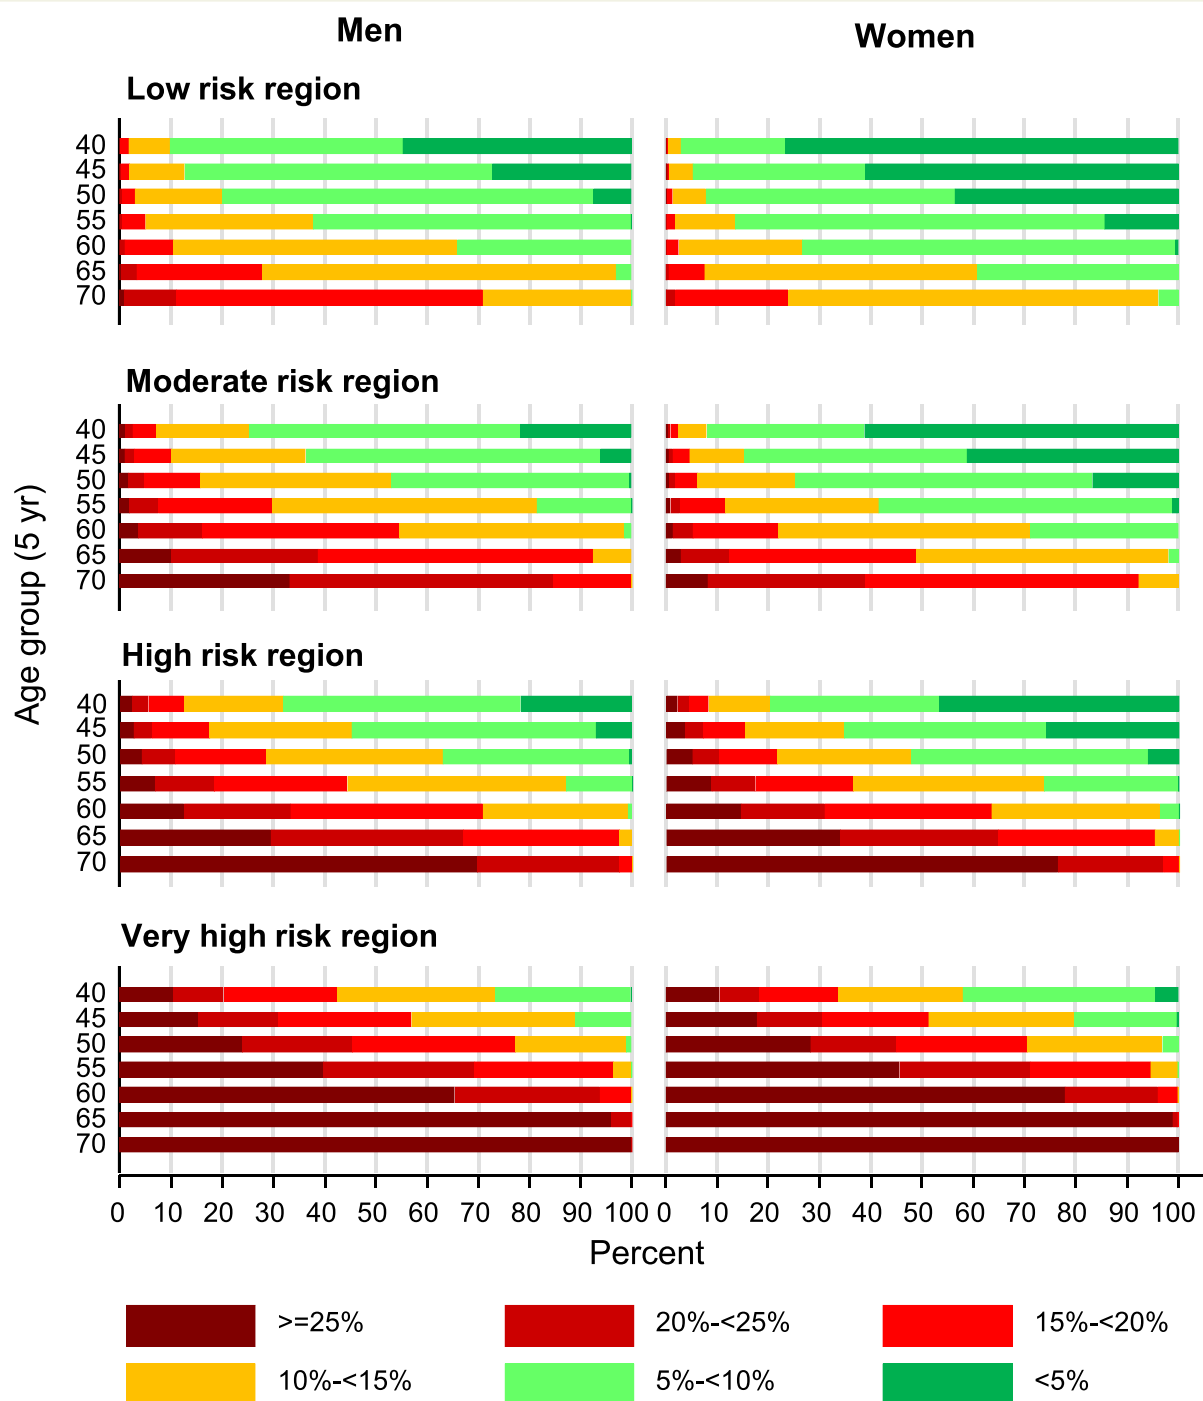 Men
Women
Low risk region
40
45
50
55
60
65
70
Moderate risk region
40
45
50
55
60
65
70
High risk region
40
45
50
55
60
65
70
Very high risk region
40
45
50
55
60
65
70
Age group (5 yr)
0 10 20 30 40 50 60 70 80 90 100 0 10 20 30 40 50 60 70 80 90 100
Percent
>=25% 20%-<25% 15%-<20%
10%-<15% 5%-<10% <5%